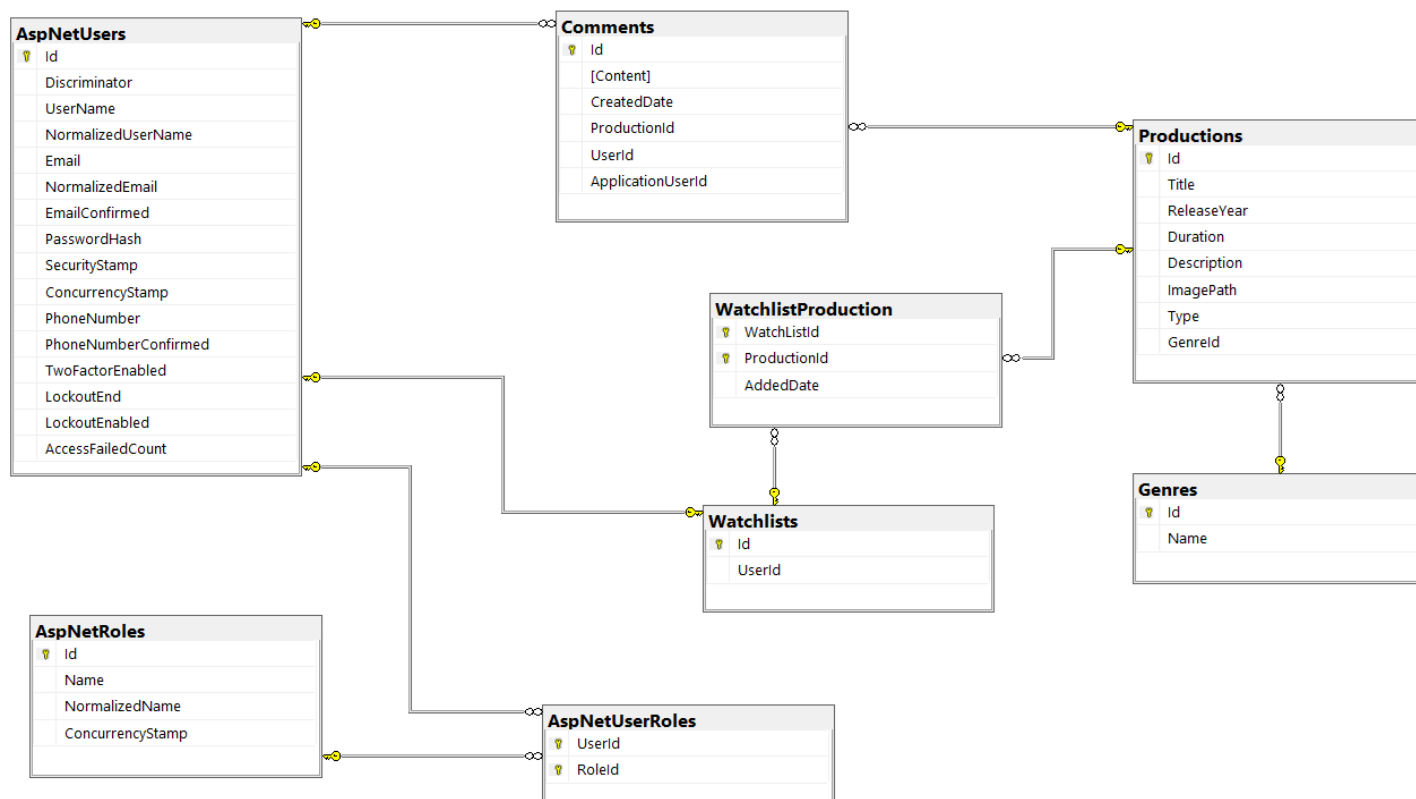 AspNetUsers
Id
Discriminator
UserName
NormalizedUserName
Email
NormalizedEmail
EmailConfirmed
PasswordHash
SecurityStamp
ConcurrencyStamp
PhoneNumber
PhoneNumberConfirmed
TwoFactorEnabled
LockoutEnd
LockoutEnabled
AccessFailedCount
Comments
Id
[Content]
CreatedDate
ProductionId
UserId
ApplicationUserId
Productions
Id
Title
ReleaseYear
Duration
Description
ImagePath
Type
GenreId
WatchlistProduction
WatchListId
ProductionId
AddedDate
Watchlists
Id
UserId
Genres
Id
Name
AspNetRoles
Id
Name
NormalizedName
ConcurrencyStamp
AspNetUserRoles
UserId
RoleId